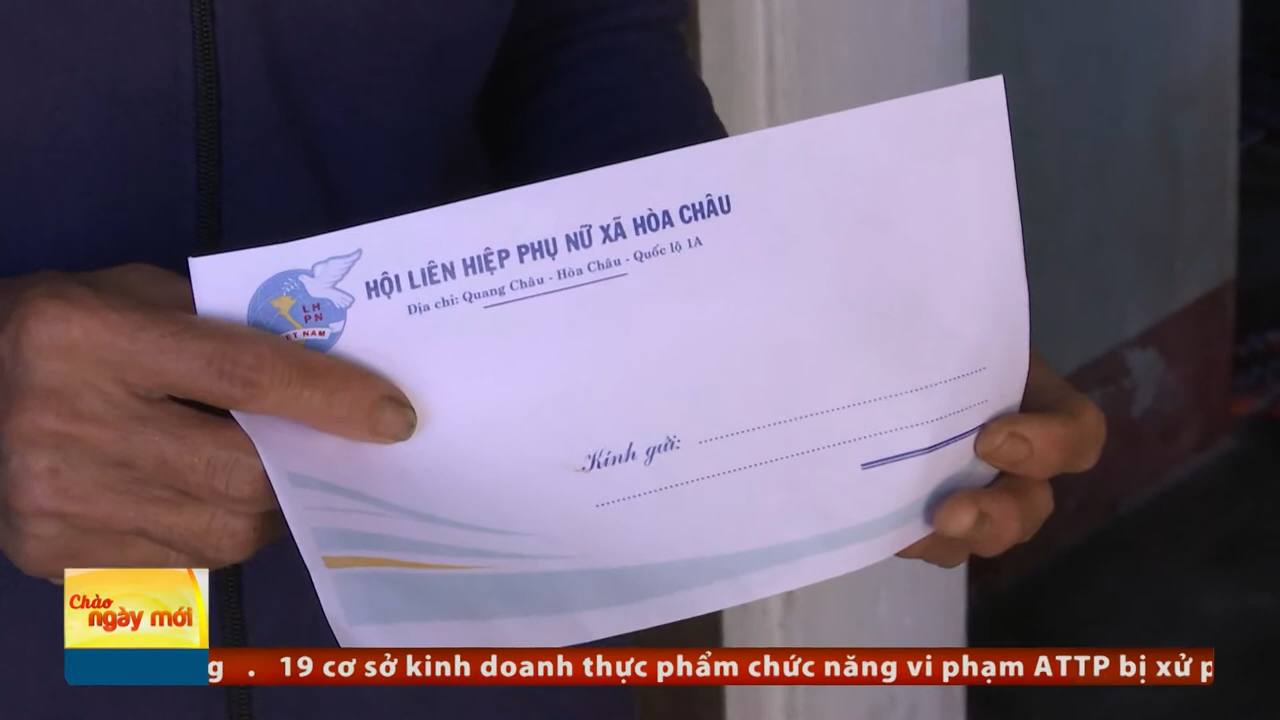 HỘI LIÊN HIỆP PHỤ NỮ XÃ HÒA CHÂU
Địa chỉ: Quang Châu - Hòa Châu - Quốc lộ 1A
LH
PN
ỆT NAM
Kính gửi:
Chào
ngày mới
g . 19 cơ sở kinh doanh thực phẩm chức năng vi phạm ATTP bị xử p